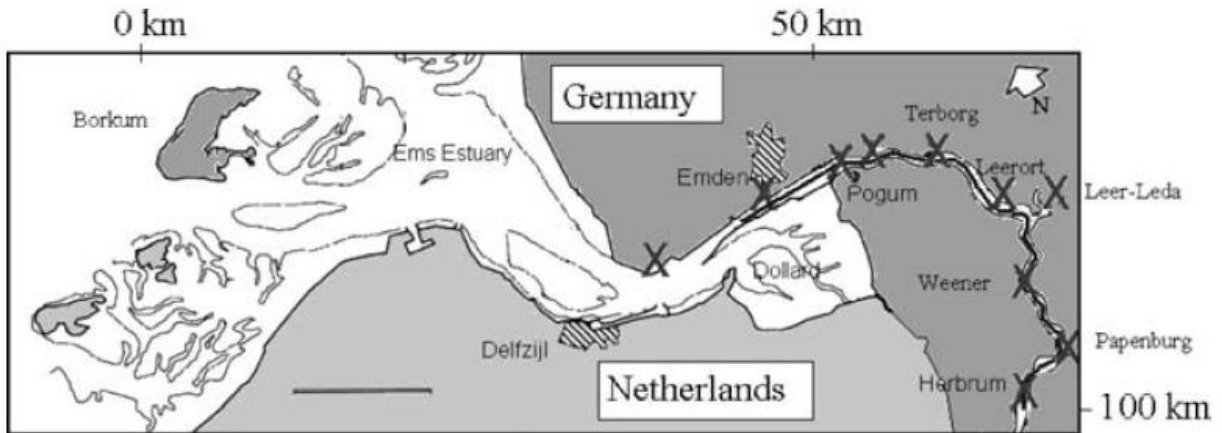 0 km
50 km
Germany
N
Borkum
Terborg
Ems Estuary
Leerort
Emden
Pogum
Leer-Leda
Dollard
Weener
Delfzijl
Papenburg
Netherlands
Herbrum
100 km